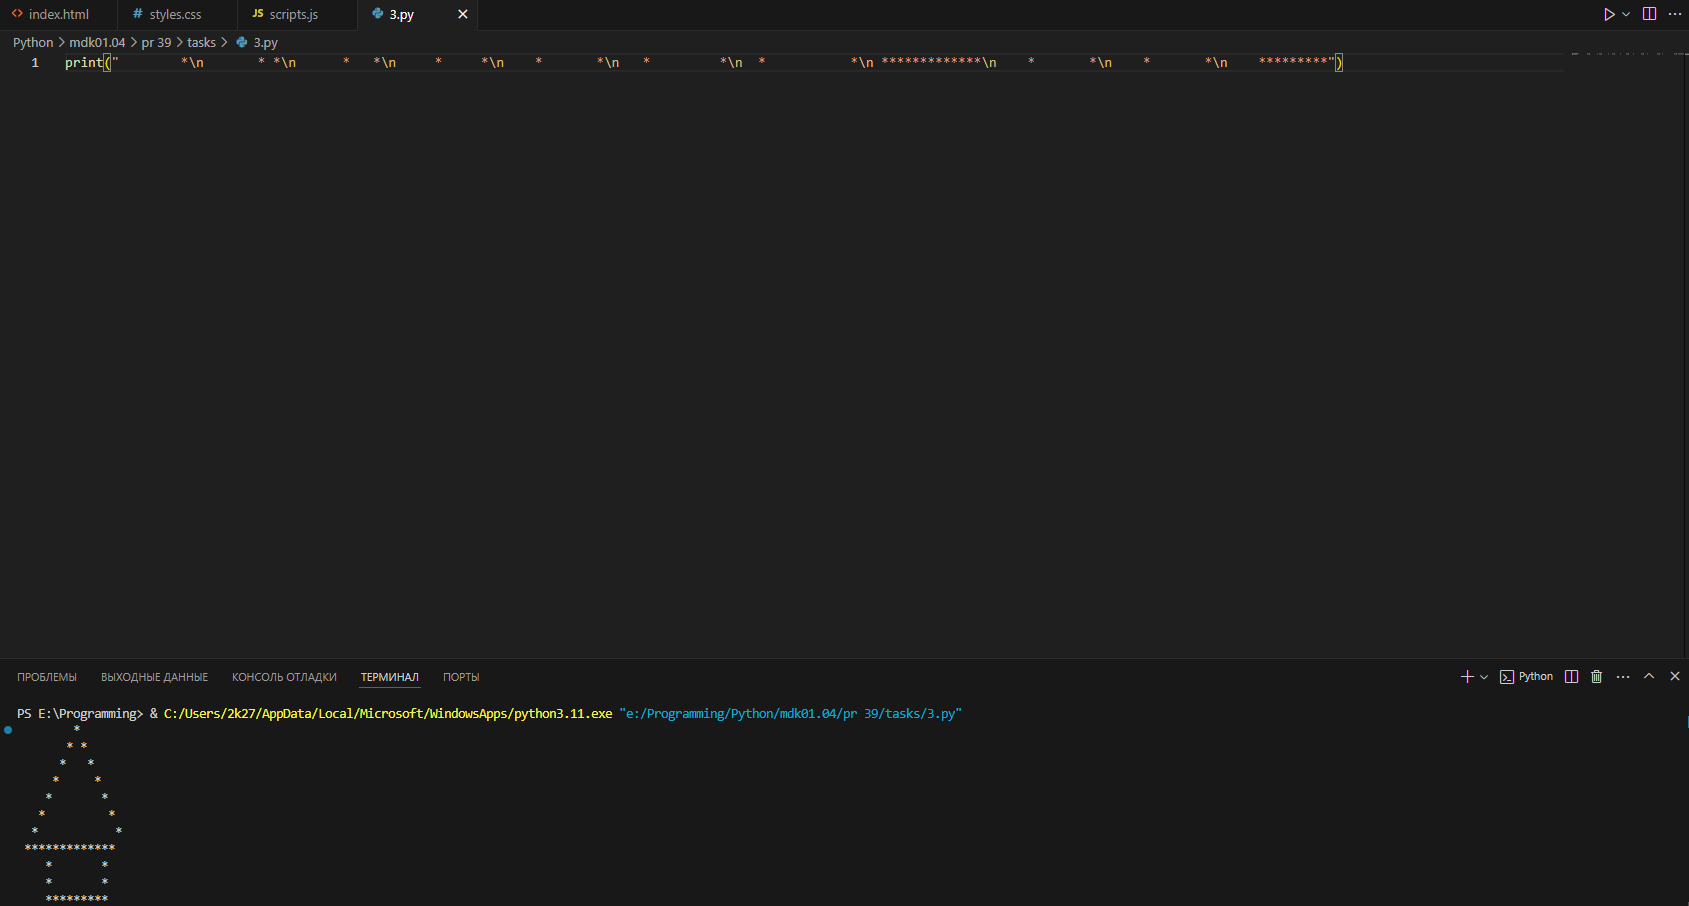 index.html # styles.css JS scripts.js 3.py
Python > mdk01.04 > pr 39 > tasks > 3.py
1 print("        *\n       * *\n      *   *\n     *     *\n    *       *\n   *         *\n  *           *\n *************\n    *       *\n    *       *\n    *********")
ПРОБЛЕМЫ ВЫХОДНЫЕ ДАННЫЕ КОНСОЛЬ ОТЛАДКИ ТЕРМИНАЛ ПОРТЫ Python
PS E:\Programming> & C:/Users/2k27/AppData/Local/Microsoft/WindowsApps/python3.11.exe "e:/Programming/Python/mdk01.04/pr 39/tasks/3.py"
        *
       * *
      *   *
     *     *
    *       *
   *         *
  *           *
 *************
    *       *
    *       *
    *********